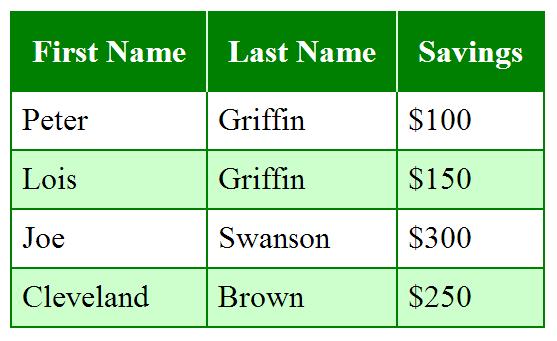 First Name Last Name Savings
Peter Griffin $100
Lois Griffin $150
Joe Swanson $300
Cleveland Brown $250